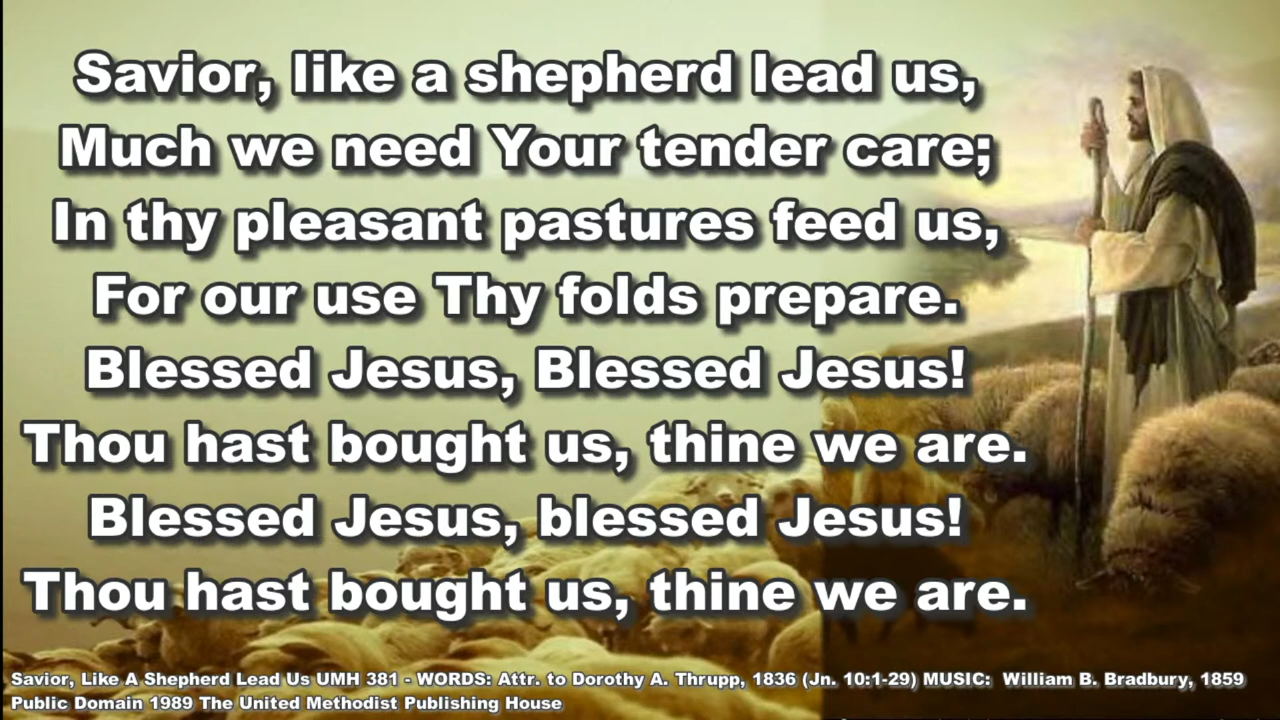 Savior, like a shepherd lead us,
Much we need Your tender care;
In thy pleasant pastures feed us,
For our use Thy folds prepare.
Blessed Jesus, Blessed Jesus!
Thou hast bought us, thine we are.
Blessed Jesus, blessed Jesus!
Thou hast bought us, thine we are.
Savior, Like A Shepherd Lead Us UMH 381 - WORDS: Attr. to Dorothy A. Thrupp, 1836 (Jn. 10:1-29) MUSIC: William B. Bradbury, 1859
Public Domain 1989 The United Methodist Publishing House